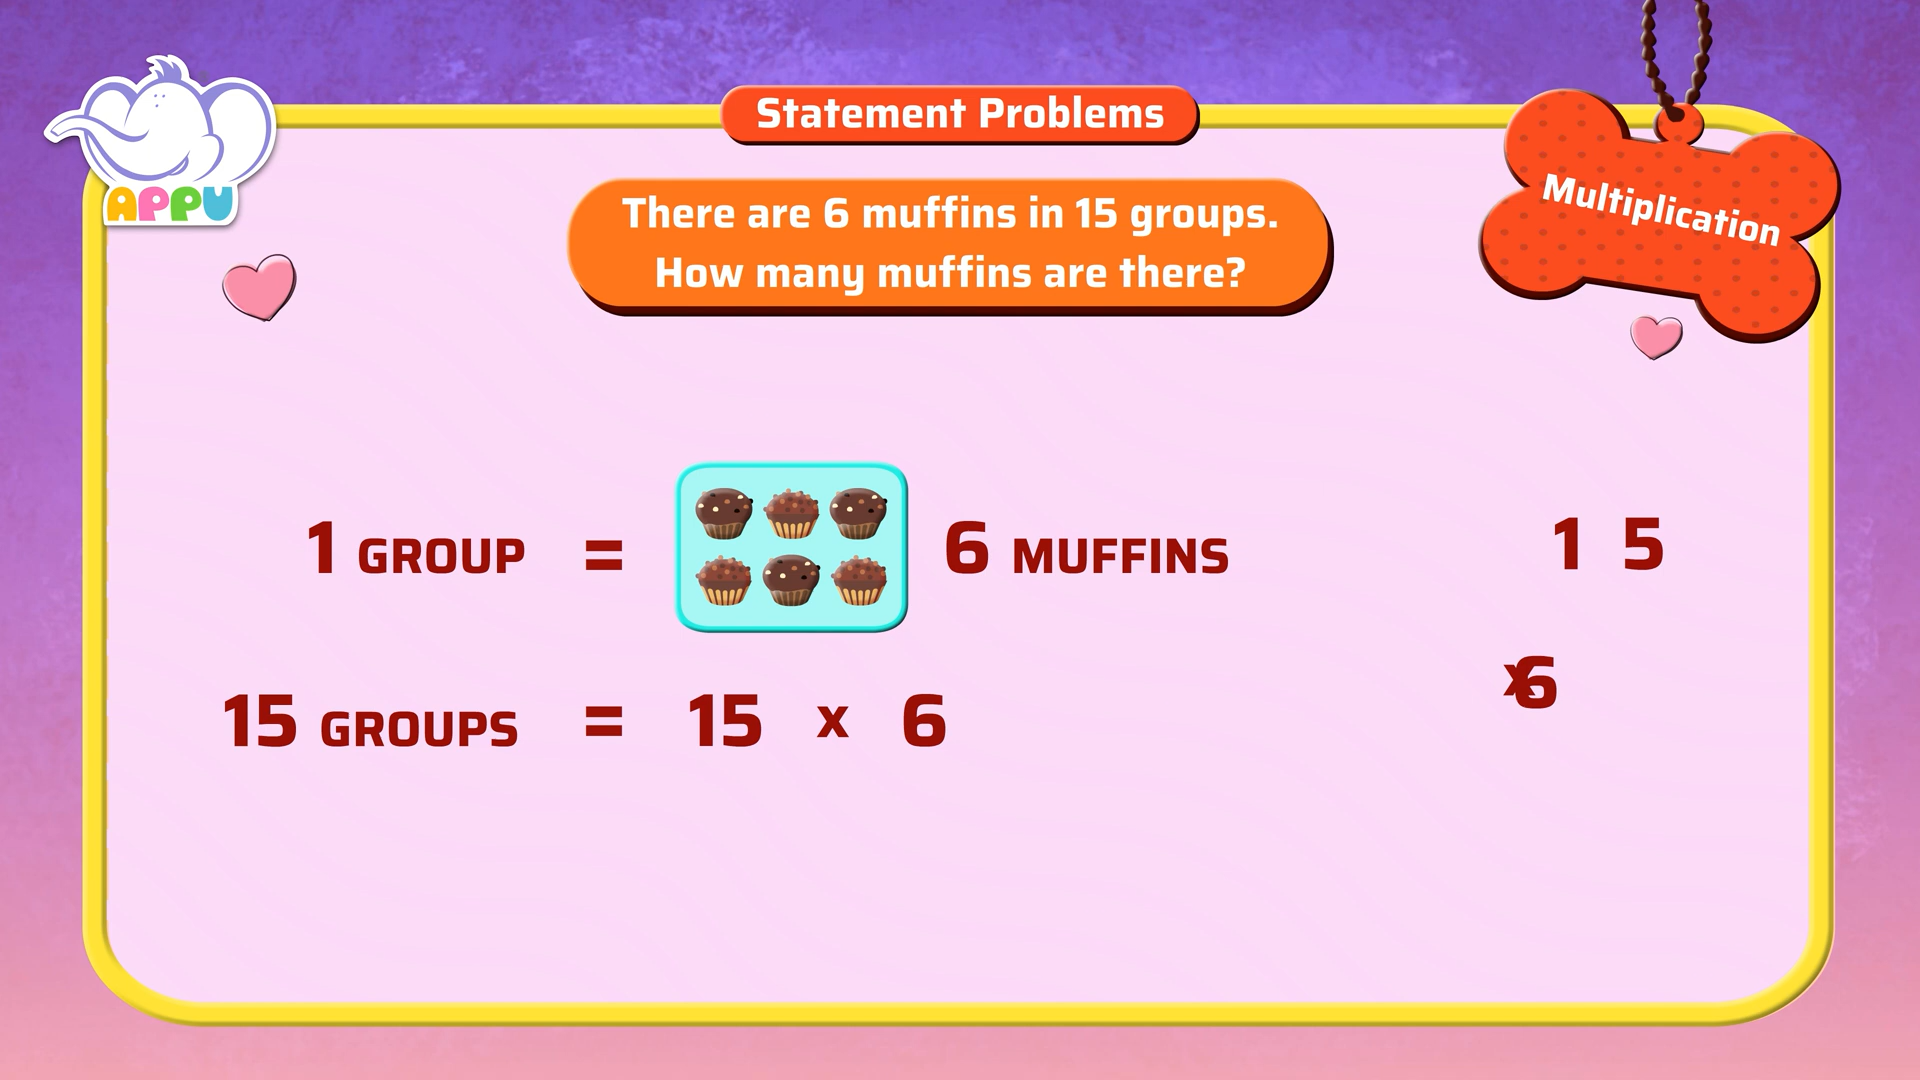 APPU
Statement Problems
Multiplication
There are 6 muffins in 15 groups.
How many muffins are there?
1 GROUP = 6 MUFFINS
15 GROUPS = 15 x 6
1 5
x6